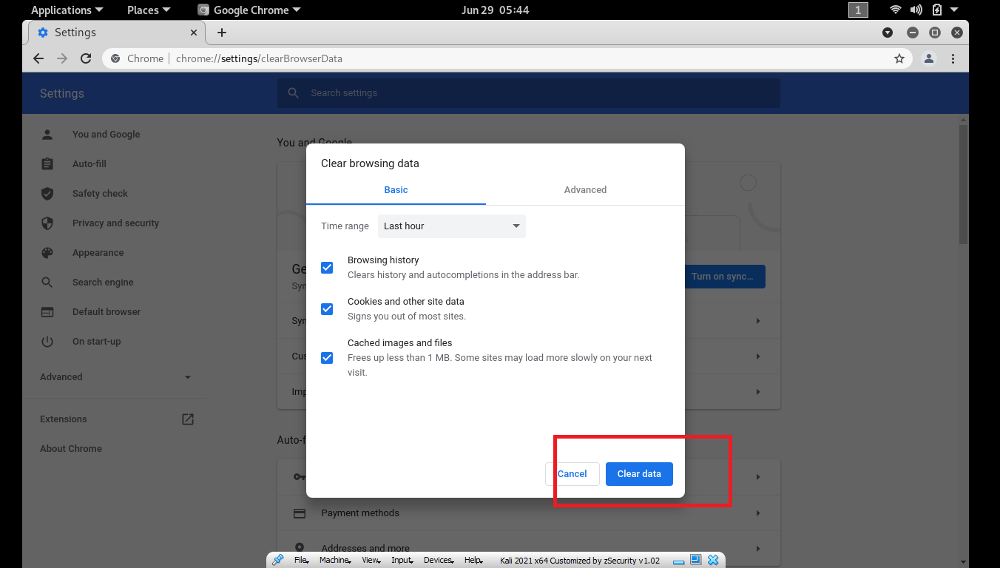 Applications Places Google Chrome Jun 29 05:44 1
Settings
Chrome chrome://settings/clearBrowserData
Settings Search settings
You and Google
Auto-fill
Safety check
Privacy and security
Appearance
Search engine
Default browser
On start-up
Advanced
Extensions
About Chrome
You and Google
Clear browsing data
Basic Advanced
Time range Last hour
Browsing history
Clears history and autocompletions in the address bar.
Cookies and other site data
Signs you out of most sites.
Cached images and files
Frees up less than 1 MB. Some sites may load more slowly on your next
visit.
Cancel Clear data
Ge
Syn
Turn on sync...
Syn
Cus
Imp
Auto-f
Payment methods
Addresses and more
File Machine View Input Devices Help Kali 2021 x64 Customized by zSecurity v1.02